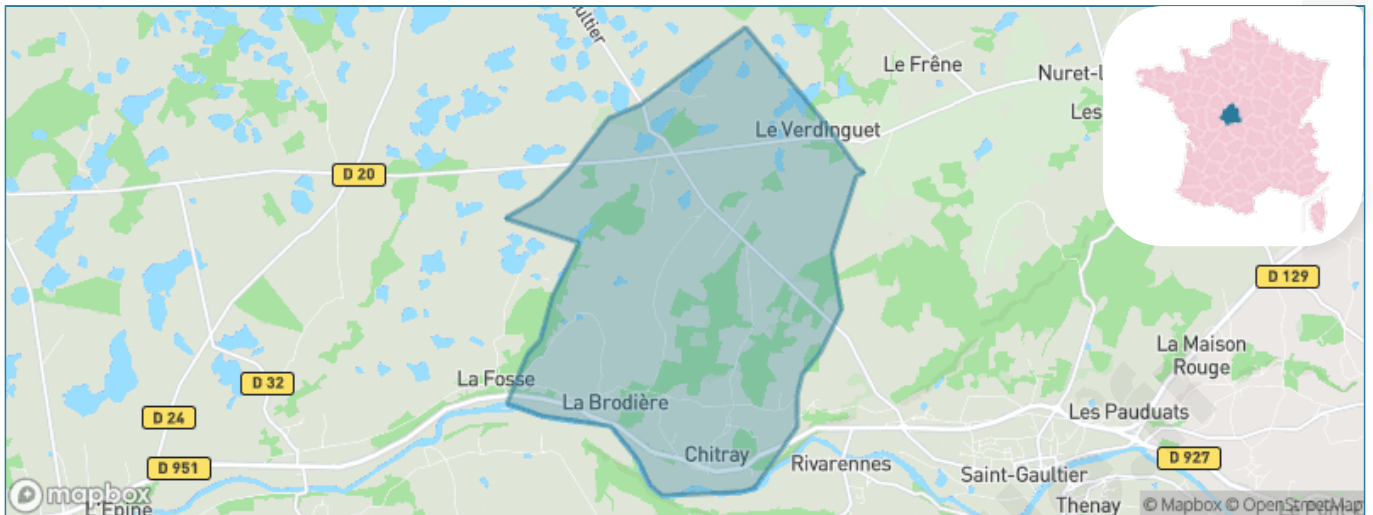 Le Frêne
Nuret-L
Les
Le Verdinguet
D 20
D 129
La Maison
Rouge
La Fosse
D 32
La Brodière
D 24
Les Pauduats
D 951
Chitray
Rivarennes
D 927
Saint-Gaultier
Thenay
mapbox
L'Épine
© Mapbox © OpenStreetMap